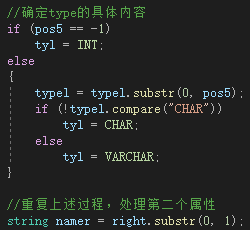 //确定type的具体内容
if (pos5 == -1)
tyl = INT;
else
{
typel = typel.substr(0, pos5);
if (!typel.compare("CHAR"))
tyl = CHAR;
else
tyl = VARCHAR;
}
//重复上述过程，处理第二个属性
string namer = right.substr(0, 1);